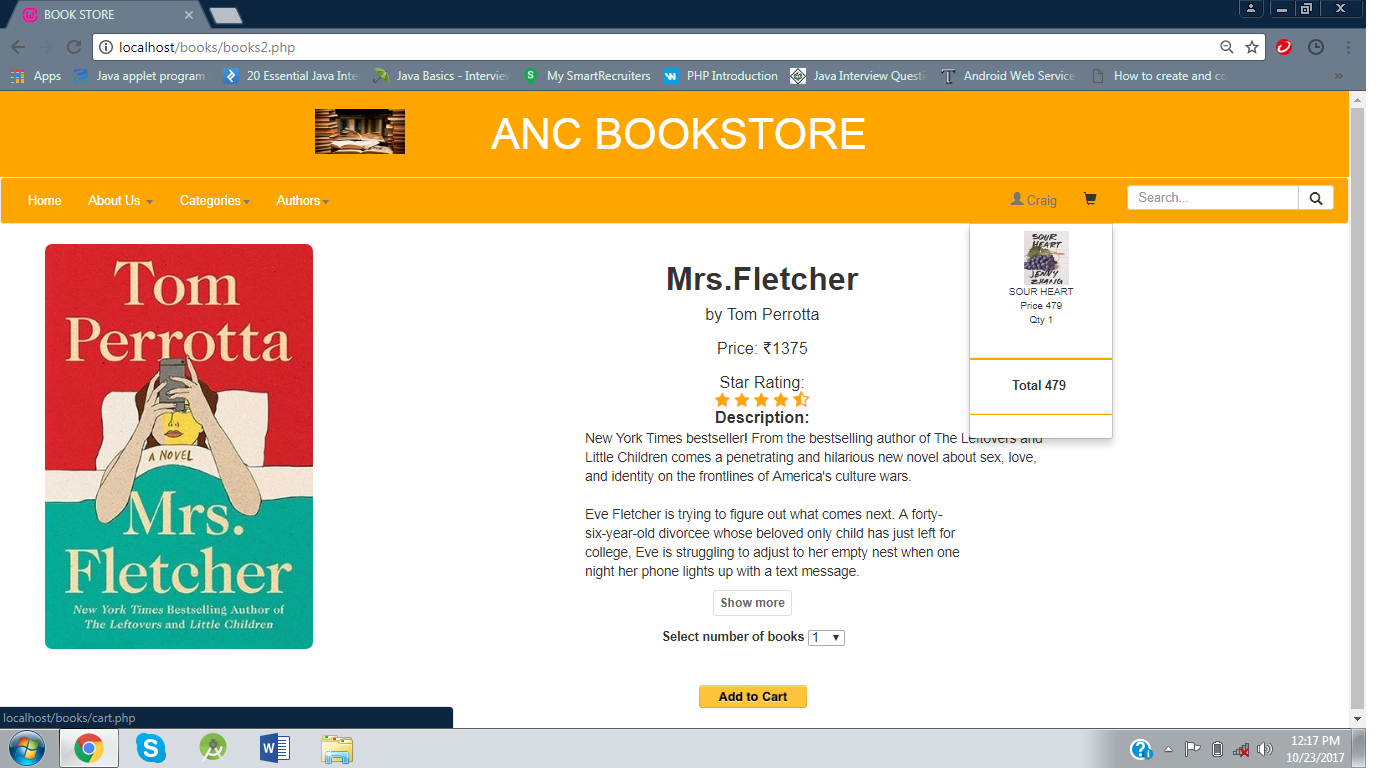 BOOK STORE
localhost/books/books2.php
Apps
Java applet program
20 Essential Java Inte
Java Basics - Interview
My SmartRecruiters
PHP Introduction
Java Interview Questi
Android Web Service
How to create and co
ANC BOOKSTORE
Home
About Us
Categories
Authors
Craig
Search...
Tom
Perrotta
A NOVEL
Mrs.
Fletcher
New York Times Bestselling Author of
The Leftovers and Little Children
Mrs.Fletcher
by Tom Perrotta
Price: ₹1375
Star Rating:
Description:
New York Times bestseller! From the bestselling author of The Leftovers and
Little Children comes a penetrating and hilarious new novel about sex, love,
and identity on the frontlines of America's culture wars.
Eve Fletcher is trying to figure out what comes next. A forty-
six-year-old divorcee whose beloved only child has just left for
college, Eve is struggling to adjust to her empty nest when one
night her phone lights up with a text message.
Show more
Select number of books 1
Add to Cart
SOUR
HEART
JENNY
ZHANG
SOUR HEART
Price 479
Qty 1
Total 479
localhost/books/cart.php
12:17 PM
10/23/2017